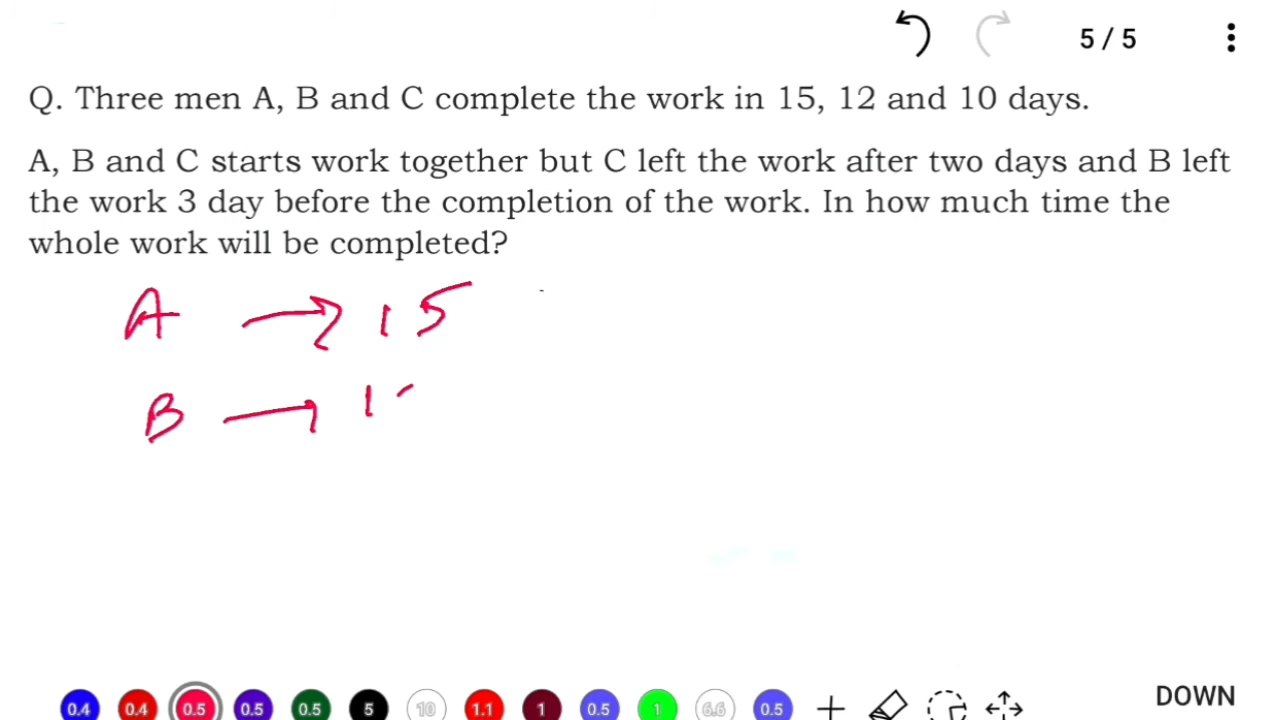 5 / 5
Q. Three men A, B and C complete the work in 15, 12 and 10 days.
A, B and C starts work together but C left the work after two days and B left
the work 3 day before the completion of the work. In how much time the
whole work will be completed?
A → 15
B → 1
0.4 0.4 0.5 0.5 0.5 5 10 1.1 1 0.5 1 6.6 0.5
DOWN